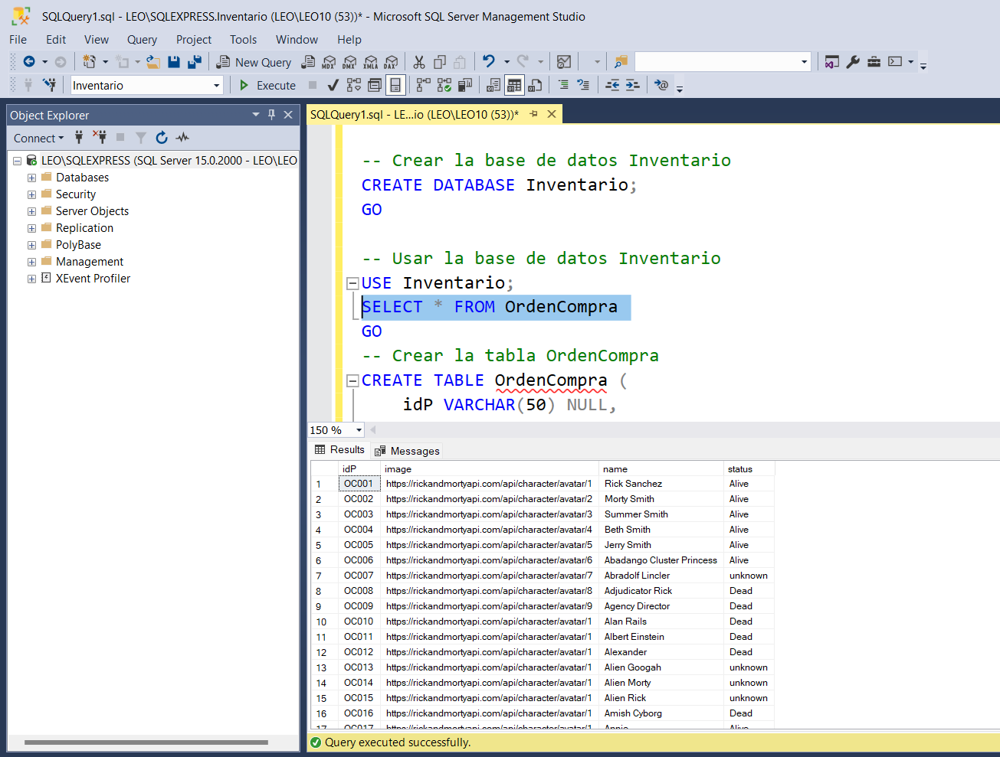 SQLQuery1.sql - LEO\SQLEXPRESS.Inventario (LEO\LEO10 (53))* - Microsoft SQL Server Management Studio
File Edit View Query Project Tools Window Help
New Query MDX DMX XMLA DAX
Inventario Execute
Object Explorer
Connect
LEO\SQLEXPRESS (SQL Server 15.0.2000 - LEO\LEO
Databases
Security
Server Objects
Replication
PolyBase
Management
XEvent Profiler
SQLQuery1.sql - LE...io (LEO\LEO10 (53))*
-- Crear la base de datos Inventario
CREATE DATABASE Inventario;
GO
-- Usar la base de datos Inventario
USE Inventario;
SELECT * FROM OrdenCompra
GO
-- Crear la tabla OrdenCompra
CREATE TABLE OrdenCompra (
idP VARCHAR(50) NULL,
150 %
Results Messages
idP image name status
1 OC001 https://rickandmortyapi.com/api/character/avatar/1 Rick Sanchez Alive
2 OC002 https://rickandmortyapi.com/api/character/avatar/2 Morty Smith Alive
3 OC003 https://rickandmortyapi.com/api/character/avatar/3 Summer Smith Alive
4 OC004 https://rickandmortyapi.com/api/character/avatar/4 Beth Smith Alive
5 OC005 https://rickandmortyapi.com/api/character/avatar/5 Jerry Smith Alive
6 OC006 https://rickandmortyapi.com/api/character/avatar/6 Abadango Cluster Princess Alive
7 OC007 https://rickandmortyapi.com/api/character/avatar/7 Abradolf Lincler unknown
8 OC008 https://rickandmortyapi.com/api/character/avatar/8 Adjudicator Rick Dead
9 OC009 https://rickandmortyapi.com/api/character/avatar/9 Agency Director Dead
10 OC010 https://rickandmortyapi.com/api/character/avatar/1 Alan Rails Dead
11 OC011 https://rickandmortyapi.com/api/character/avatar/1 Albert Einstein Dead
12 OC012 https://rickandmortyapi.com/api/character/avatar/1 Alexander Dead
13 OC013 https://rickandmortyapi.com/api/character/avatar/1 Alien Googah unknown
14 OC014 https://rickandmortyapi.com/api/character/avatar/1 Alien Morty unknown
15 OC015 https://rickandmortyapi.com/api/character/avatar/1 Alien Rick unknown
16 OC016 https://rickandmortyapi.com/api/character/avatar/1 Amish Cyborg Dead
17 OC017 https://rickandmortyapi.com/api/character/avatar/1 Annie Alive
Query executed successfully.